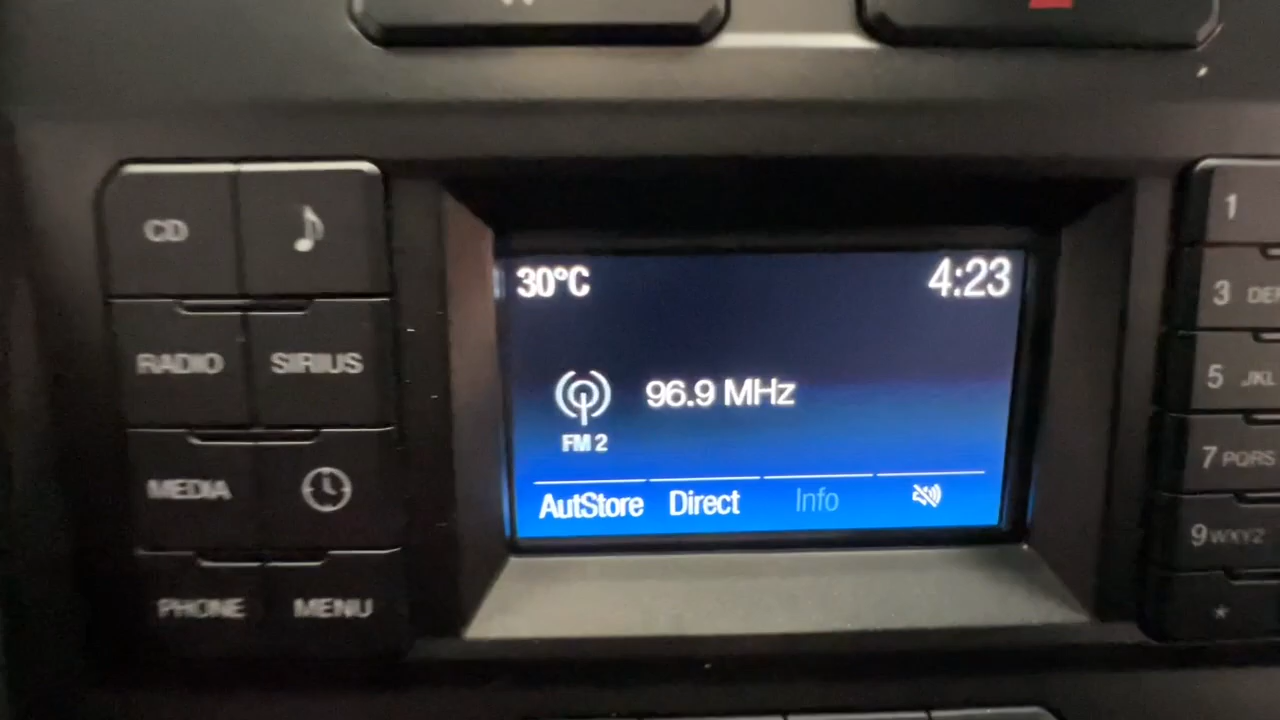 CD
RADIO SIRIUS
MEDIA
PHONE MENU
30°C 4:23
96.9 MHz
FM 2
AutStore Direct Info
1
3 DEF
5 JKL
7 PQRS
9 WXYZ
*